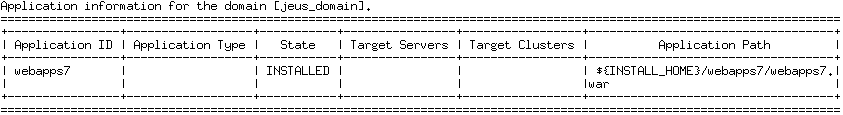 Application information for the domain [jeus_domain].
================================================================================
+----------------+------------------+-----------+----------------+-----------------+----------------------------------+
| Application ID | Application Type |   State   | Target Servers | Target Clusters |         Application Path         |
+----------------+------------------+-----------+----------------+-----------------+----------------------------------+
| webapps7       |                  | INSTALLED |                |                 | ${INSTALL_HOME}/webapps7/webapps7.|
|                |                  |           |                |                 |war                               |
+----------------+------------------+-----------+----------------+-----------------+----------------------------------+
================================================================================